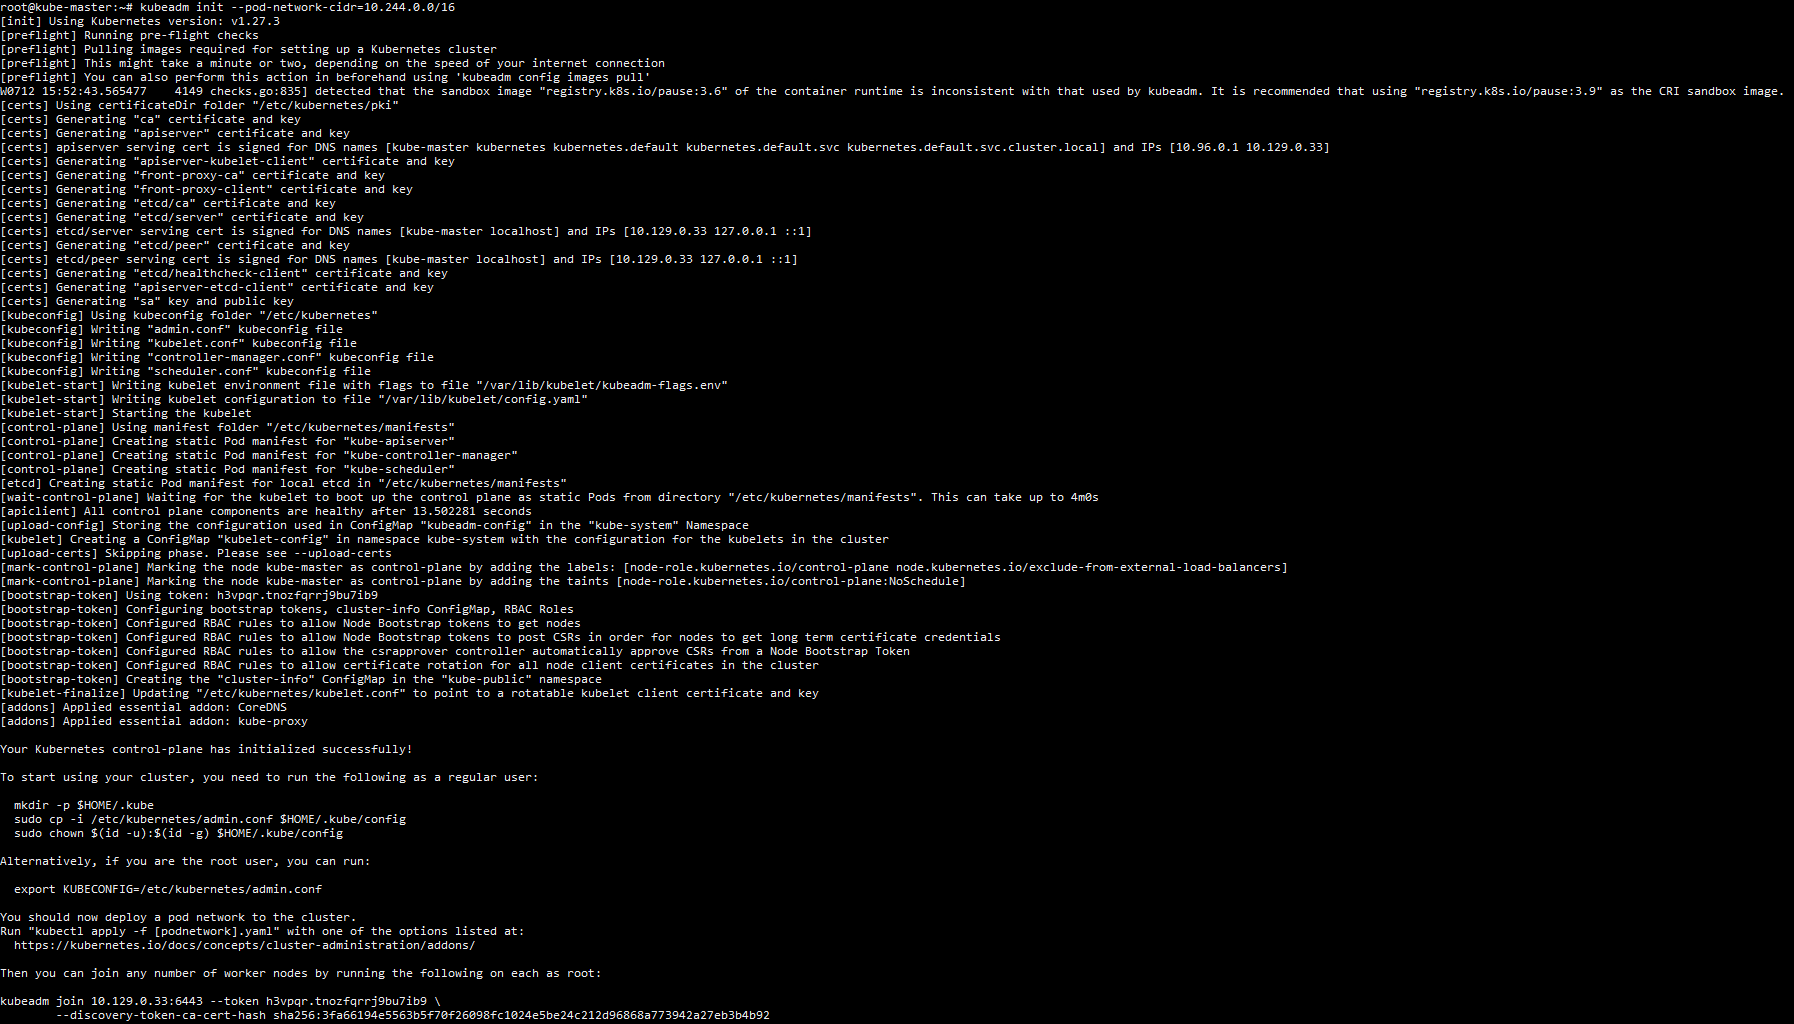 root@kube-master:~# kubeadm init --pod-network-cidr=10.244.0.0/16
[init] Using Kubernetes version: v1.27.3
[preflight] Running pre-flight checks
[preflight] Pulling images required for setting up a Kubernetes cluster
[preflight] This might take a minute or two, depending on the speed of your internet connection
[preflight] You can also perform this action in beforehand using 'kubeadm config images pull'
W0712 15:52:43.565477    4149 checks.go:835] detected that the sandbox image "registry.k8s.io/pause:3.6" of the container runtime is inconsistent with that used by kubeadm. It is recommended that using "registry.k8s.io/pause:3.9" as the CRI sandbox image.
[certs] Using certificateDir folder "/etc/kubernetes/pki"
[certs] Generating "ca" certificate and key
[certs] Generating "apiserver" certificate and key
[certs] apiserver serving cert is signed for DNS names [kube-master kubernetes kubernetes.default kubernetes.default.svc kubernetes.default.svc.cluster.local] and IPs [10.96.0.1 10.129.0.33]
[certs] Generating "apiserver-kubelet-client" certificate and key
[certs] Generating "front-proxy-ca" certificate and key
[certs] Generating "front-proxy-client" certificate and key
[certs] Generating "etcd/ca" certificate and key
[certs] Generating "etcd/server" certificate and key
[certs] etcd/server serving cert is signed for DNS names [kube-master localhost] and IPs [10.129.0.33 127.0.0.1 ::1]
[certs] Generating "etcd/peer" certificate and key
[certs] etcd/peer serving cert is signed for DNS names [kube-master localhost] and IPs [10.129.0.33 127.0.0.1 ::1]
[certs] Generating "etcd/healthcheck-client" certificate and key
[certs] Generating "apiserver-etcd-client" certificate and key
[certs] Generating "sa" key and public key
[kubeconfig] Using kubeconfig folder "/etc/kubernetes"
[kubeconfig] Writing "admin.conf" kubeconfig file
[kubeconfig] Writing "kubelet.conf" kubeconfig file
[kubeconfig] Writing "controller-manager.conf" kubeconfig file
[kubeconfig] Writing "scheduler.conf" kubeconfig file
[kubelet-start] Writing kubelet environment file with flags to file "/var/lib/kubelet/kubeadm-flags.env"
[kubelet-start] Writing kubelet configuration to file "/var/lib/kubelet/config.yaml"
[kubelet-start] Starting the kubelet
[control-plane] Using manifest folder "/etc/kubernetes/manifests"
[control-plane] Creating static Pod manifest for "kube-apiserver"
[control-plane] Creating static Pod manifest for "kube-controller-manager"
[control-plane] Creating static Pod manifest for "kube-scheduler"
[etcd] Creating static Pod manifest for local etcd in "/etc/kubernetes/manifests"
[wait-control-plane] Waiting for the kubelet to boot up the control plane as static Pods from directory "/etc/kubernetes/manifests". This can take up to 4m0s
[apiclient] All control plane components are healthy after 13.502281 seconds
[upload-config] Storing the configuration used in ConfigMap "kubeadm-config" in the "kube-system" Namespace
[kubelet] Creating a ConfigMap "kubelet-config" in namespace kube-system with the configuration for the kubelets in the cluster
[upload-certs] Skipping phase. Please see --upload-certs
[mark-control-plane] Marking the node kube-master as control-plane by adding the labels: [node-role.kubernetes.io/control-plane node.kubernetes.io/exclude-from-external-load-balancers]
[mark-control-plane] Marking the node kube-master as control-plane by adding the taints [node-role.kubernetes.io/control-plane:NoSchedule]
[bootstrap-token] Using token: h3vpqr.tnozfqrrj9bu7ib9
[bootstrap-token] Configuring bootstrap tokens, cluster-info ConfigMap, RBAC Roles
[bootstrap-token] Configured RBAC rules to allow Node Bootstrap tokens to get nodes
[bootstrap-token] Configured RBAC rules to allow Node Bootstrap tokens to post CSRs in order for nodes to get long term certificate credentials
[bootstrap-token] Configured RBAC rules to allow the csrapprover controller automatically approve CSRs from a Node Bootstrap Token
[bootstrap-token] Configured RBAC rules to allow certificate rotation for all node client certificates in the cluster
[bootstrap-token] Creating the "cluster-info" ConfigMap in the "kube-public" namespace
[kubelet-finalize] Updating "/etc/kubernetes/kubelet.conf" to point to a rotatable kubelet client certificate and key
[addons] Applied essential addon: CoreDNS
[addons] Applied essential addon: kube-proxy
Your Kubernetes control-plane has initialized successfully!
To start using your cluster, you need to run the following as a regular user:
mkdir -p $HOME/.kube
sudo cp -i /etc/kubernetes/admin.conf $HOME/.kube/config
sudo chown $(id -u):$(id -g) $HOME/.kube/config
Alternatively, if you are the root user, you can run:
export KUBECONFIG=/etc/kubernetes/admin.conf
You should now deploy a pod network to the cluster.
Run "kubectl apply -f [podnetwork].yaml" with one of the options listed at:
https://kubernetes.io/docs/concepts/cluster-administration/addons/
Then you can join any number of worker nodes by running the following on each as root:
kubeadm join 10.129.0.33:6443 --token h3vpqr.tnozfqrrj9bu7ib9 \
--discovery-token-ca-cert-hash sha256:3fa66194e5563b5f70f26098fc1024e5be24c212d96868a773942a27eb3b4b92